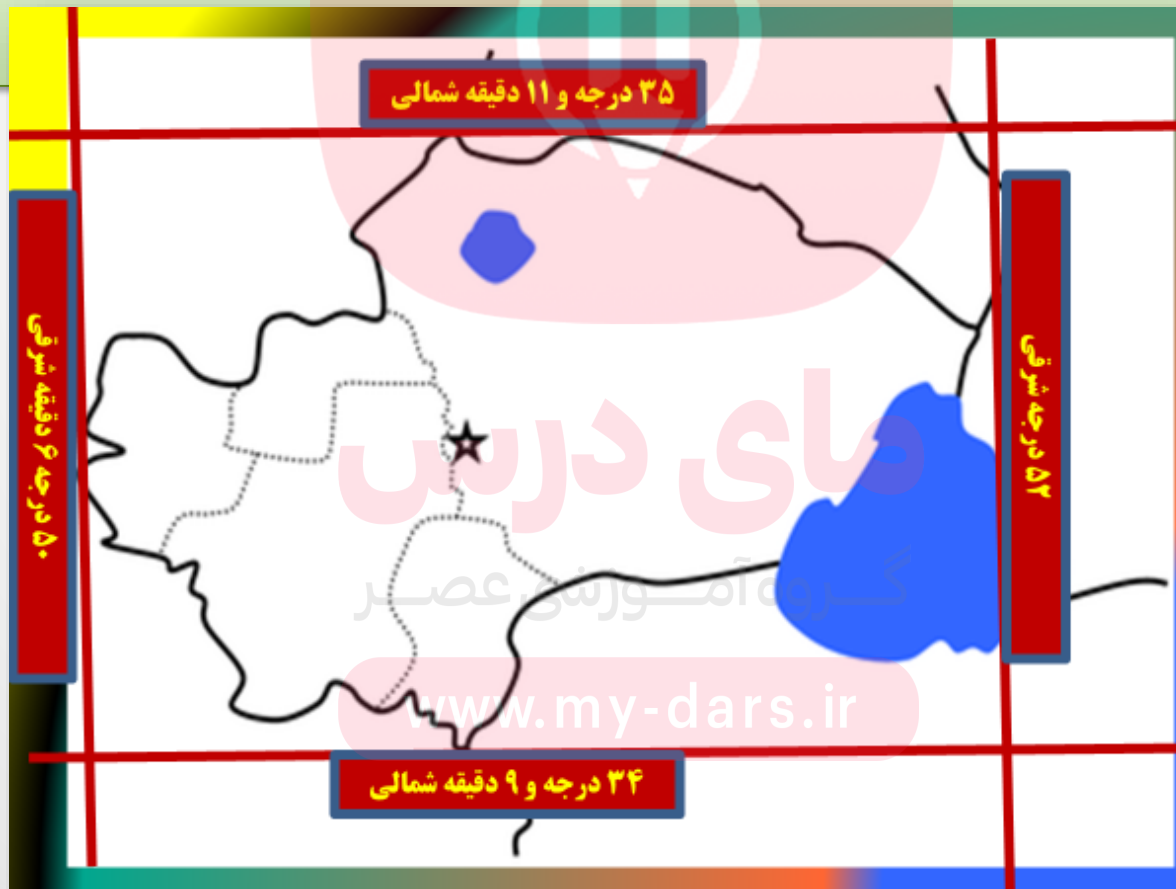 ۳۵ درجه و ۱۱ دقیقه شمالی
۵۰ درجه ۶ دقیقه شرقی
۵۲ درجه شرقی
مای درس
گروه آموزشی عصر
www.my-dars.ir
۳۴ درجه و ۹ دقیقه شمالی